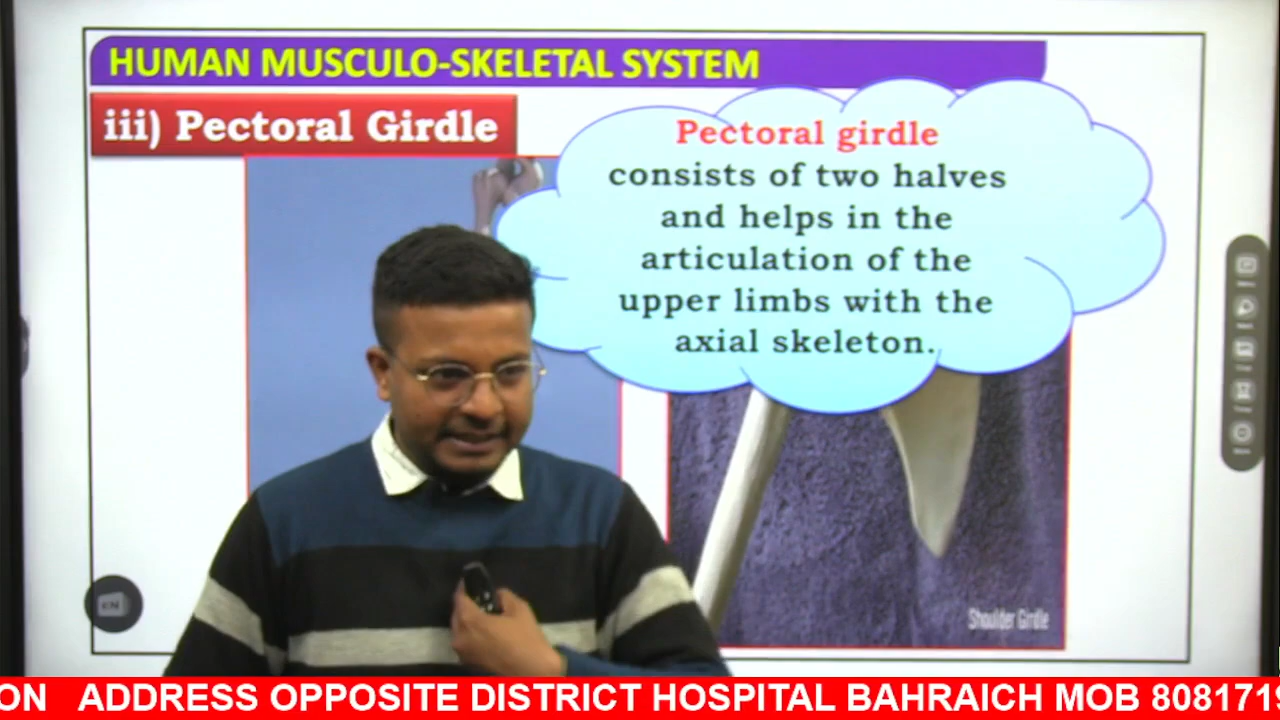 HUMAN MUSCULO-SKELETAL SYSTEM
iii) Pectoral Girdle
Pectoral girdle
consists of two halves
and helps in the
articulation of the
upper limbs with the
axial skeleton.
KN
Shoulder Girdle
ON ADDRESS OPPOSITE DISTRICT HOSPITAL BAHRAICH MOB 808171